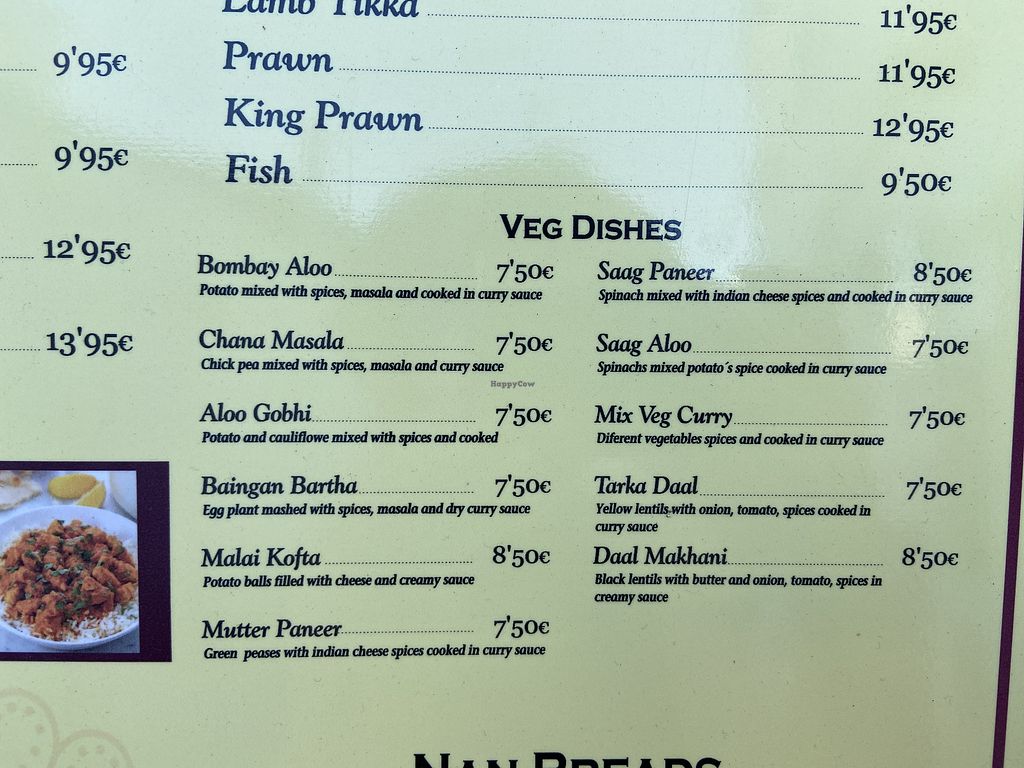 Lamb Tikka 11'95€
Prawn 11'95€
King Prawn 12'95€
Fish 9'50€
9'95€
9'95€
12'95€
13'95€
VEG DISHES
Bombay Aloo 7'50€
Potato mixed with spices, masala and cooked in curry sauce
Chana Masala 7'50€
Chick pea mixed with spices, masala and curry sauce
Aloo Gobhi 7'50€
Potato and cauliflowe mixed with spices and cooked
Baingan Bartha 7'50€
Egg plant mashed with spices, masala and dry curry sauce
Malai Kofta 8'50€
Potato balls filled with cheese and creamy sauce
Mutter Paneer 7'50€
Green peases with indian cheese spices cooked in curry sauce
Saag Paneer 8'50€
Spinach mixed with indian cheese spices and cooked in curry sauce
Saag Aloo 7'50€
Spinachs mixed potato´s spice cooked in curry sauce
Mix Veg Curry 7'50€
Diferent vegetables spices and cooked in curry sauce
Tarka Daal 7'50€
Yellow lentils with onion, tomato, spices cooked in
curry sauce
Daal Makhani 8'50€
Black lentils with butter and onion, tomato, spices in
creamy sauce
HappyCow
NAN BREADS